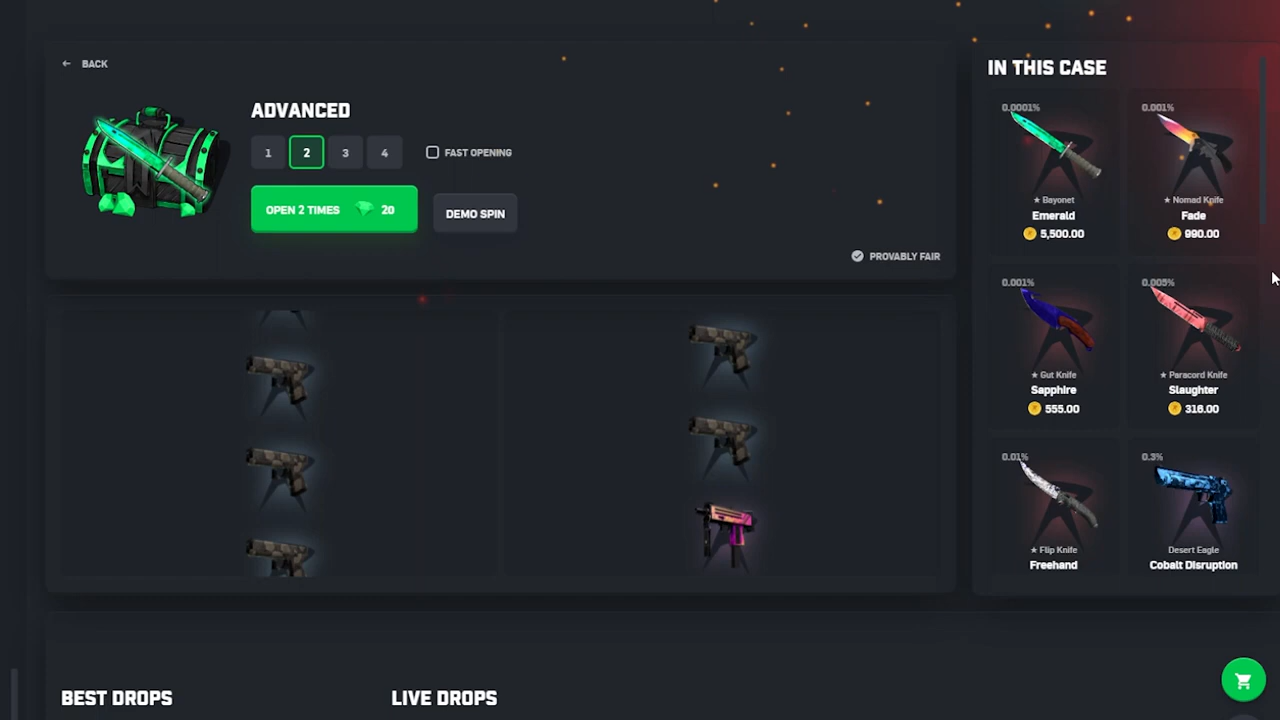 BACK
ADVANCED
1 2 3 4 FAST OPENING
OPEN 2 TIMES 20 DEMO SPIN
PROVABLY FAIR
IN THIS CASE
0.0001%
★ Bayonet
Emerald
5,500.00
0.001%
★ Nomad Knife
Fade
990.00
0.001%
★ Gut Knife
Sapphire
555.00
0.005%
★ Paracord Knife
Slaughter
316.00
0.01%
★ Flip Knife
Freehand
0.3%
Desert Eagle
Cobalt Disruption
BEST DROPS
LIVE DROPS